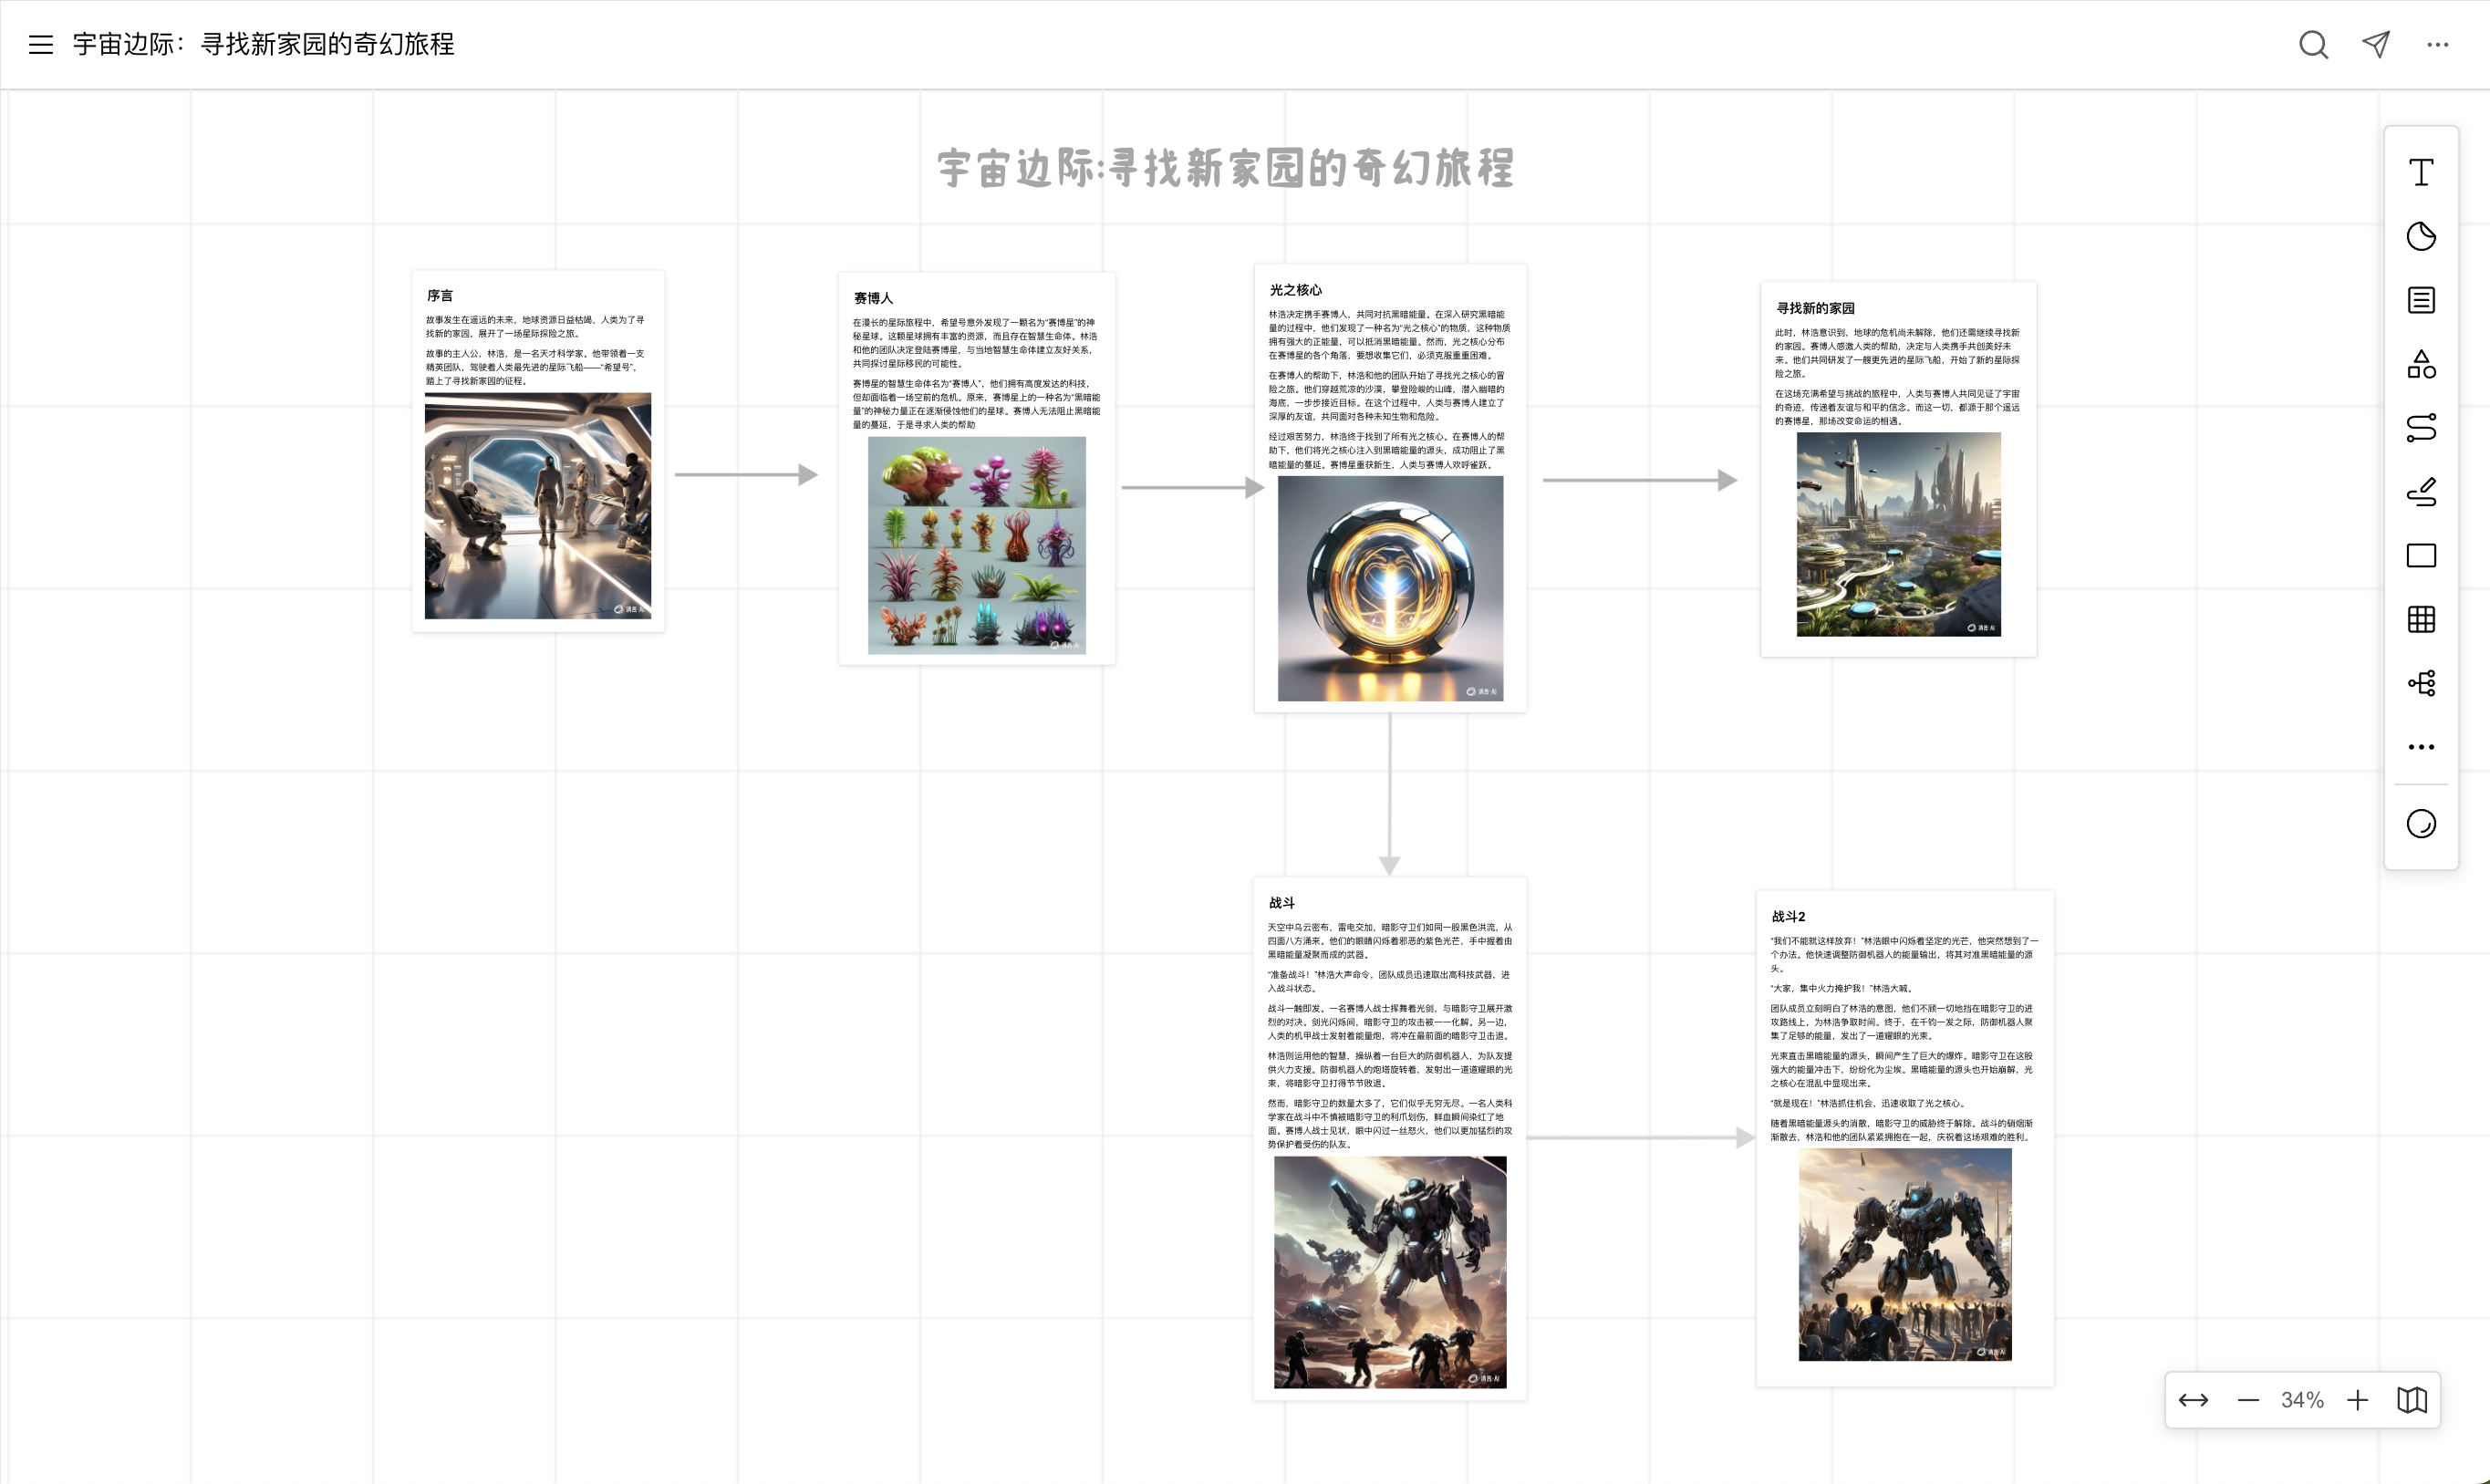 宇宙边际：寻找新家园的奇幻旅程
宇宙边际:寻找新家园的奇幻旅程
序言
故事发生在遥远的未来，地球资源日益枯竭，人类为了寻
找新的家园，展开了一场星际探险之旅。
故事的主人公，林浩，是一名天才科学家。他带领着一支
精英团队，驾驶着人类最先进的星际飞船——“希望号”，
踏上了寻找新家园的征程。
清言·AI
赛博人
在漫长的星际旅程中，希望号意外发现了一颗名为“赛博星”的神
秘星球。这颗星球拥有丰富的资源，而且存在智慧生命体。林浩
和他的团队决定登陆赛博星，与当地智慧生命体建立友好关系，
共同探讨星际移民的可能性。
赛博星的智慧生命体名为“赛博人”，他们拥有高度发达的科技，
但却面临着一场空前的危机。原来，赛博星上的一种名为“黑暗能
量”的神秘力量正在逐渐侵蚀他们的星球。赛博人无法阻止黑暗能
量的蔓延，于是寻求人类的帮助
清言·AI
光之核心
林浩决定携手赛博人，共同对抗黑暗能量。在深入研究黑暗能
量的过程中，他们发现了一种名为“光之核心”的物质，这种物质
拥有强大的正能量，可以抵消黑暗能量。然而，光之核心分布
在赛博星的各个角落，要想收集它们，必须克服重重困难。
在赛博人的帮助下，林浩和他的团队开始了寻找光之核心的冒
险之旅。他们穿越荒凉的沙漠，攀登险峻的山峰，潜入幽暗的
海底，一步步接近目标。在这个过程中，人类与赛博人建立了
深厚的友谊，共同面对各种未知生物和危险。
经过艰苦努力，林浩终于找到了所有光之核心。在赛博人的帮
助下，他们将光之核心注入到黑暗能量的源头，成功阻止了黑
暗能量的蔓延。赛博星重获新生，人类与赛博人欢呼雀跃。
清言·AI
寻找新的家园
此时，林浩意识到，地球的危机尚未解除，他们还需继续寻找新
的家园。赛博人感激人类的帮助，决定与人类携手共创美好未
来。他们共同研发了一艘更先进的星际飞船，开始了新的星际探
险之旅。
在这场充满希望与挑战的旅程中，人类与赛博人共同见证了宇宙
的奇迹，传递着友谊与和平的信念。而这一切，都源于那个遥远
的赛博星，那场改变命运的相遇。
清言·AI
战斗
天空中乌云密布，雷电交加，暗影守卫们如同一股黑色洪流，从
四面八方涌来。他们的眼睛闪烁着邪恶的紫色光芒，手中握着由
黑暗能量凝聚而成的武器。
“准备战斗！”林浩大声命令，团队成员迅速取出高科技武器，进
入战斗状态。
战斗一触即发。一名赛博人战士挥舞着光剑，与暗影守卫展开激
烈的对决。剑光闪烁间，暗影守卫的攻击被一一化解。另一边，
人类的机甲战士发射着能量炮，将冲在最前面的暗影守卫击退。
林浩则运用他的智慧，操纵着一台巨大的防御机器人，为队友提
供火力支援。防御机器人的炮塔旋转着，发射出一道道耀眼的光
束，将暗影守卫打得节节败退。
然而，暗影守卫的数量太多了，它们似乎无穷无尽。一名人类科
学家在战斗中不慎被暗影守卫的利爪划伤，鲜血瞬间染红了地
面。赛博人战士见状，眼中闪过一丝怒火，他们以更加猛烈的攻
势保护着受伤的队友。
清言·AI
战斗2
“我们不能就这样放弃！”林浩眼中闪烁着坚定的光芒，他突然想到了一
个办法。他快速调整防御机器人的能量输出，将其对准黑暗能量的源
头。
“大家，集中火力掩护我！”林浩大喊。
团队成员立刻明白了林浩的意图，他们不顾一切地挡在暗影守卫的进
攻路线上，为林浩争取时间。终于，在千钧一发之际，防御机器人聚
集了足够的能量，发出了一道耀眼的光束。
光束直击黑暗能量的源头，瞬间产生了巨大的爆炸。暗影守卫在这股
强大的能量冲击下，纷纷化为尘埃。黑暗能量的源头也开始崩解，光
之核心在混乱中显现出来。
“就是现在！”林浩抓住机会，迅速收取了光之核心。
随着黑暗能量源头的消散，暗影守卫的威胁终于解除。战斗的硝烟渐
渐散去，林浩和他的团队紧紧拥抱在一起，庆祝着这场艰难的胜利。
清言·AI
34%